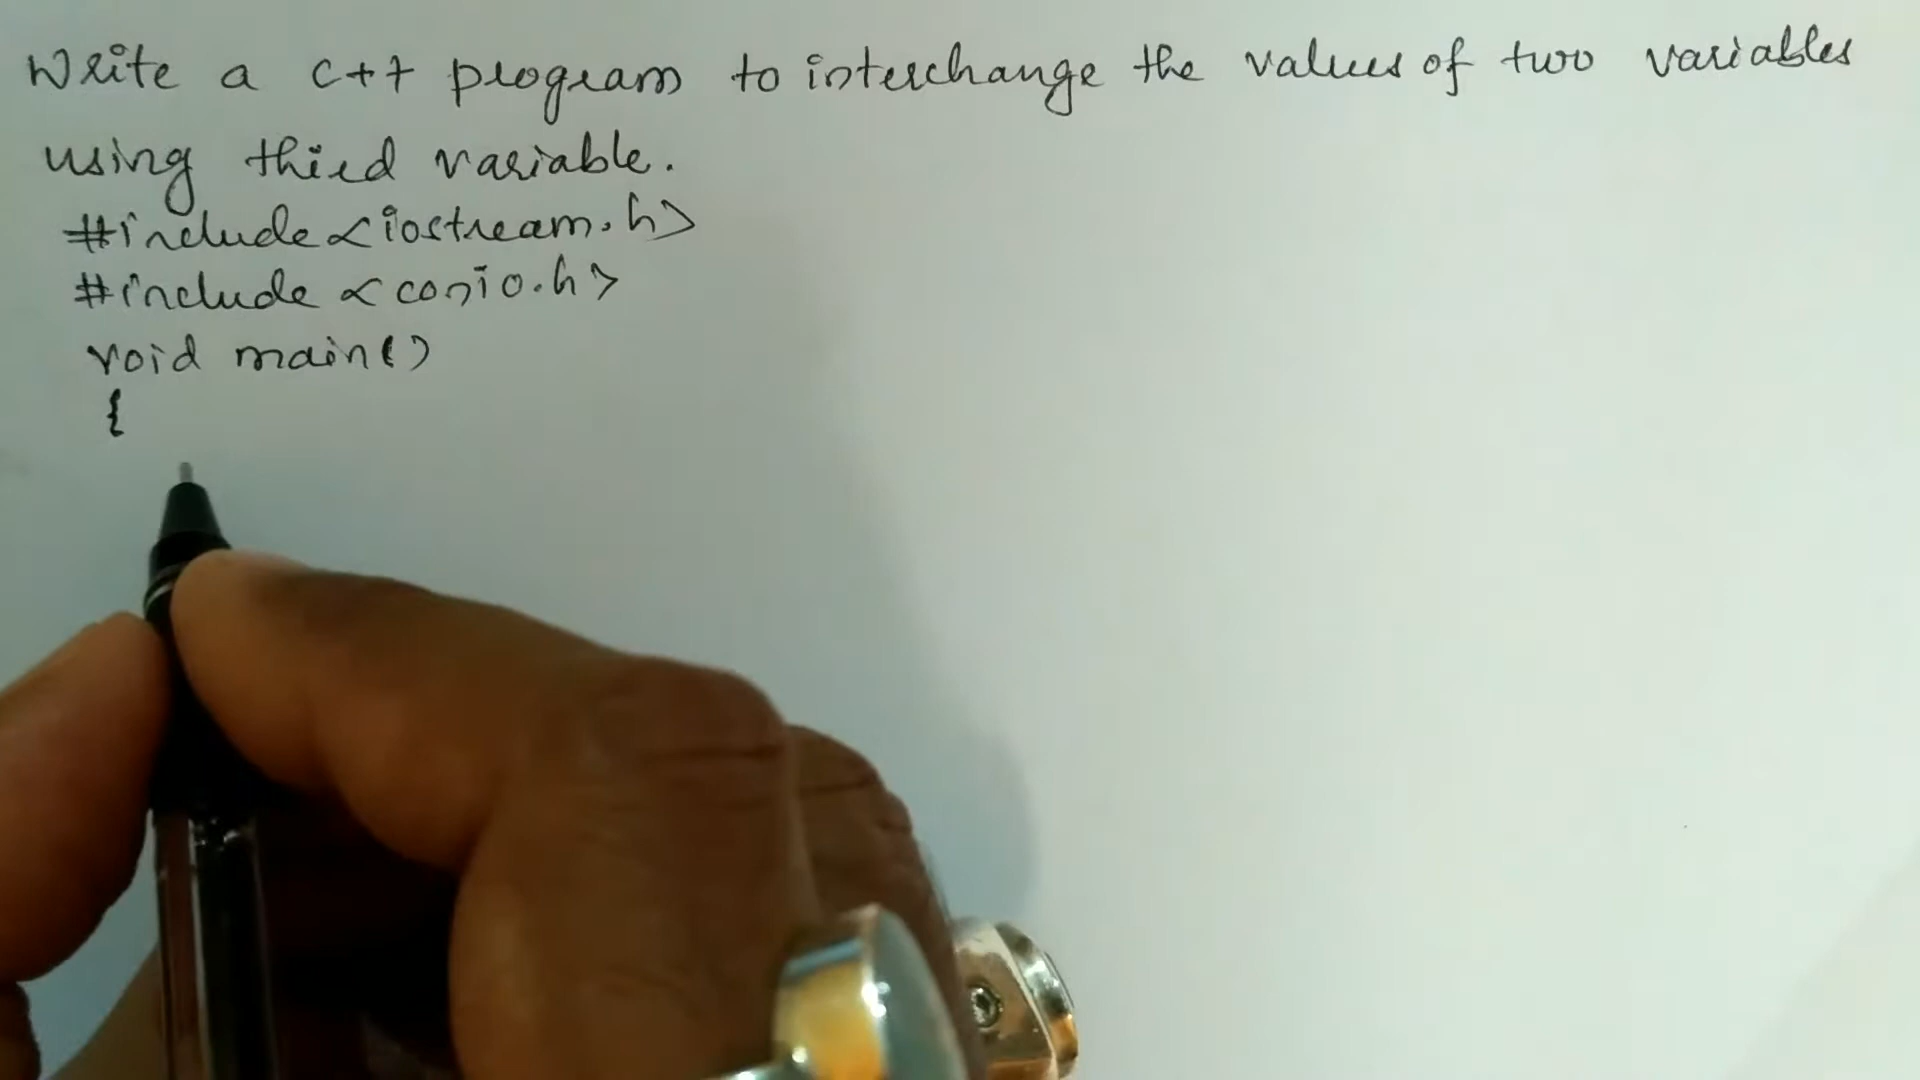 Write a c++ program to interchange the values of two variables
using third variable.
#include<iostream.h>
#include <conio.h>
void main()
{